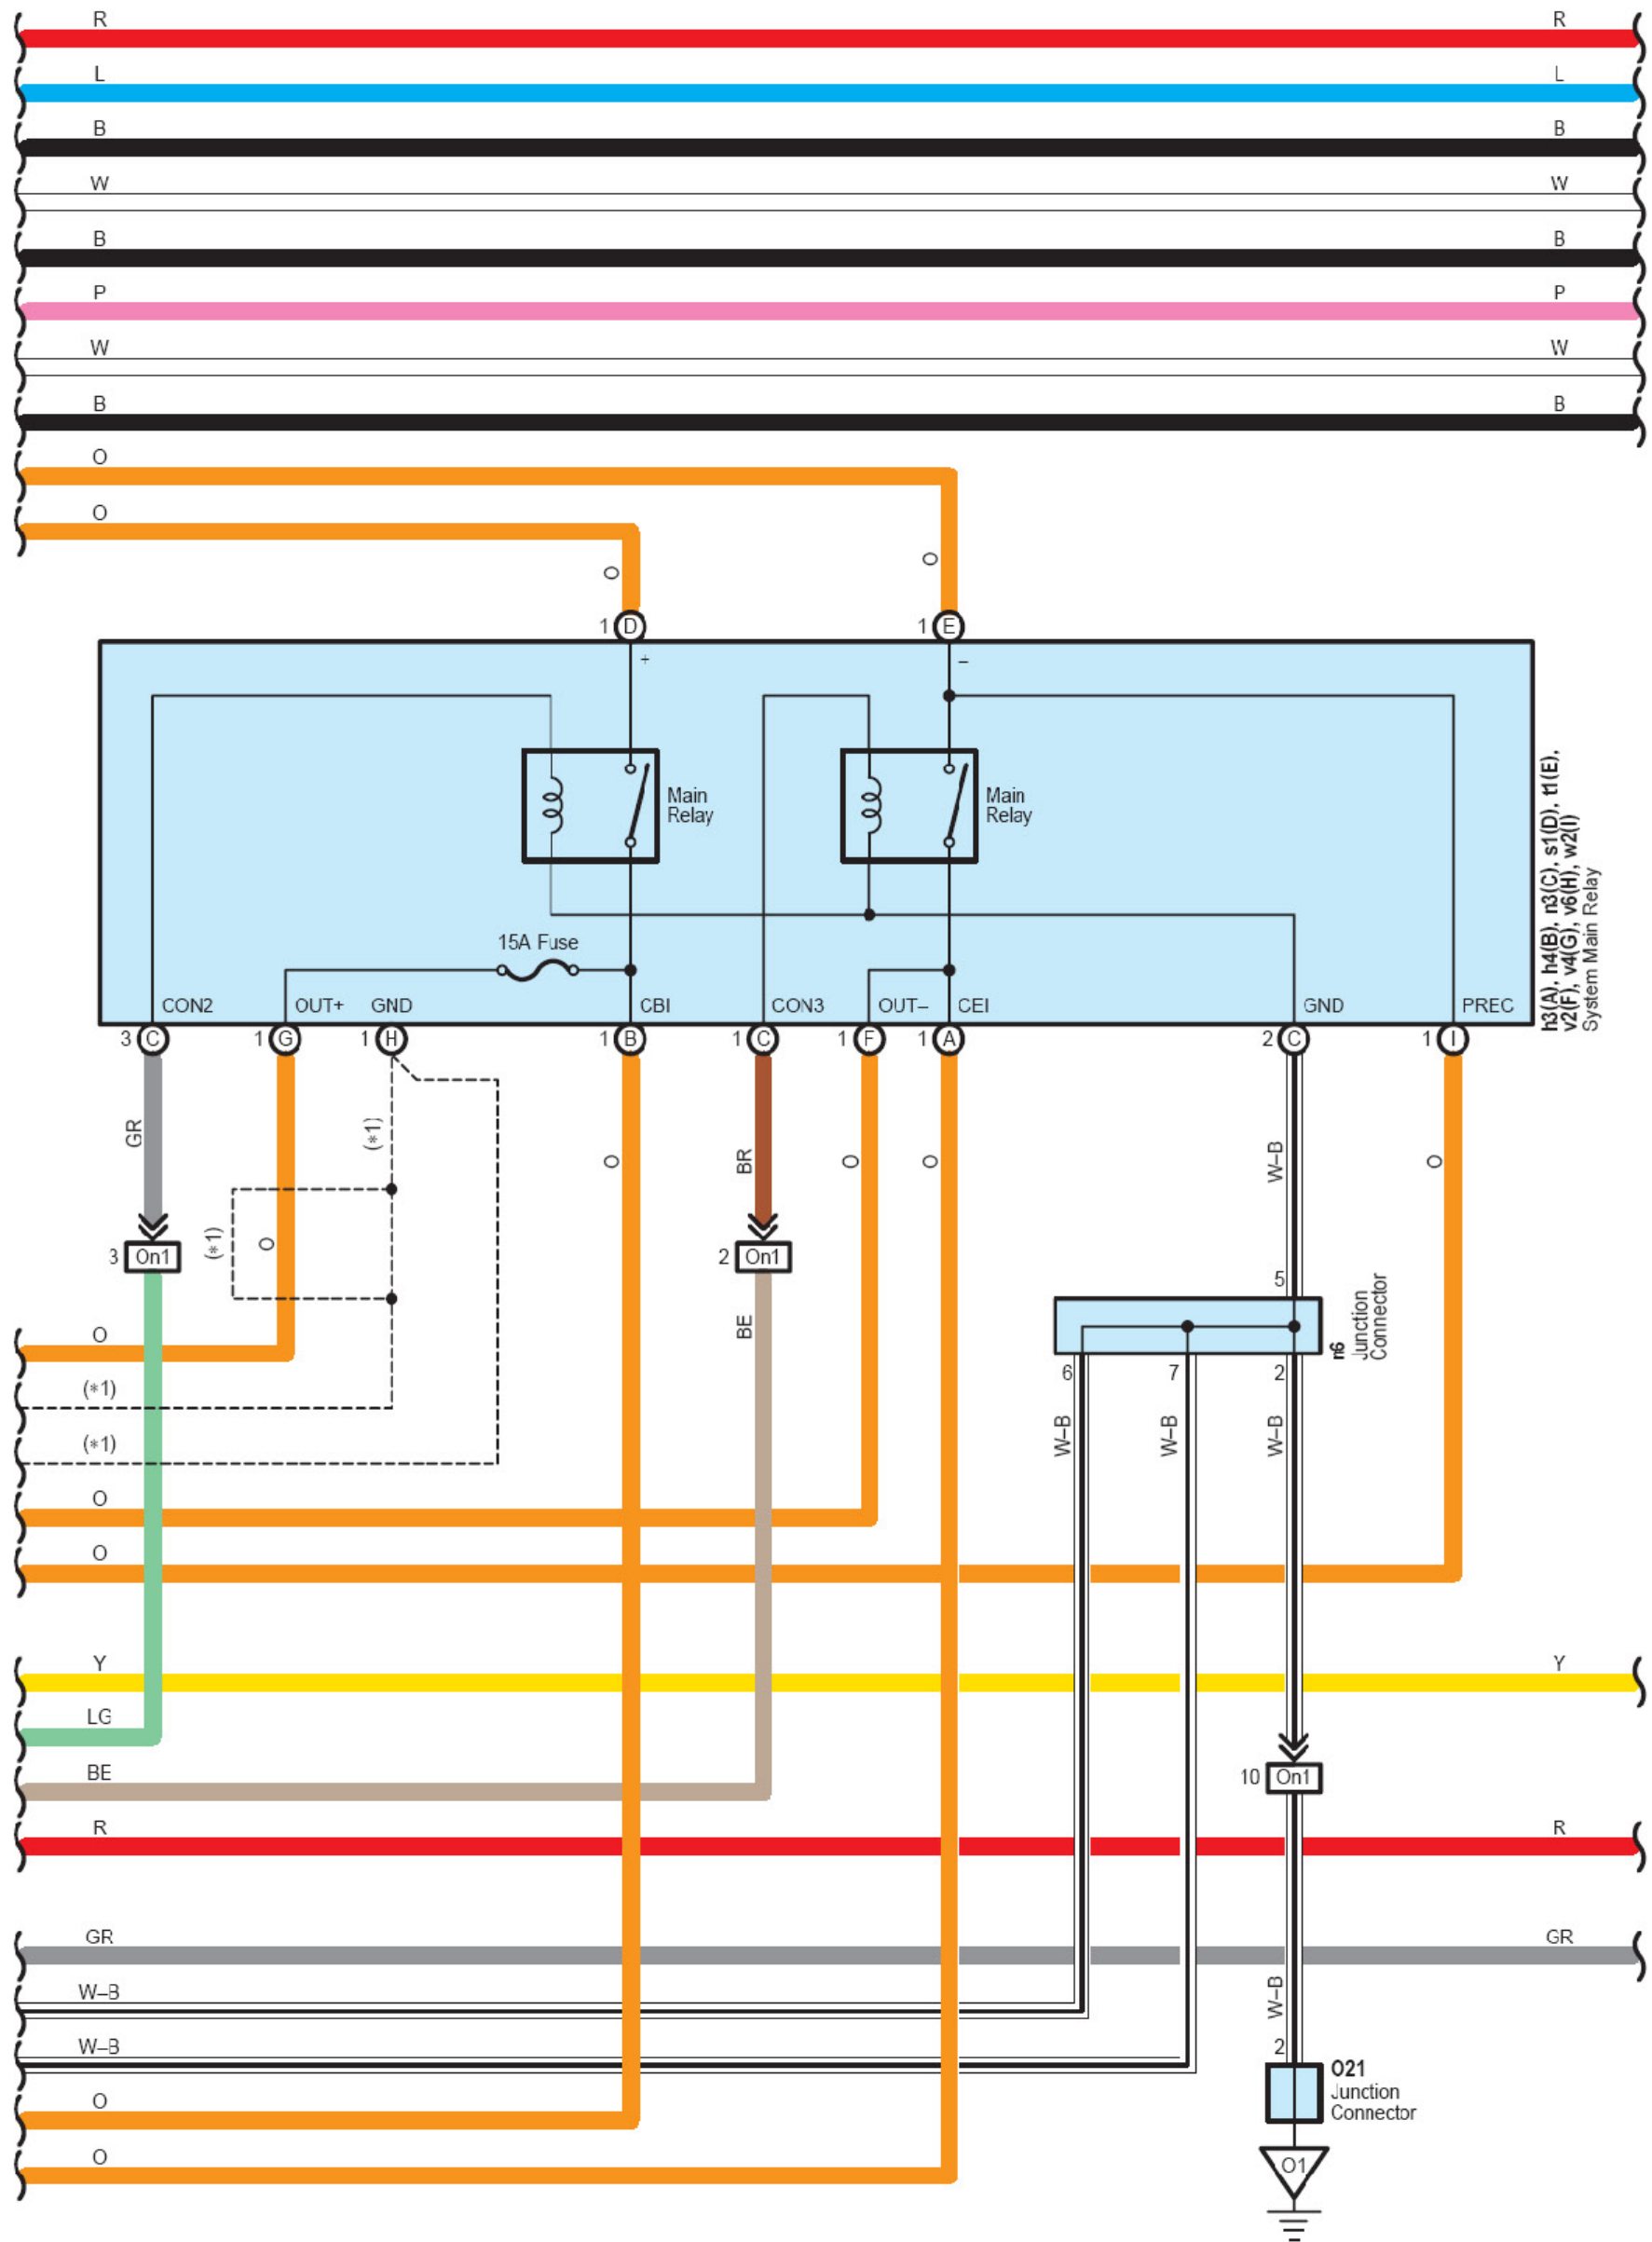 R R
L L
B B
W W
B B
P P
W W
B B
O
O
O O
1 D 1 E
+ –
Main
Relay
Main
Relay
15A Fuse
CON2 OUT+ GND CBI CON3 OUT– CEI GND PREC
h3(A), h4(B), n3(C), s1(D), t1(E),
v2(F), v4(G), v6(H), w2(I)
System Main Relay
3 C 1 G 1 H 1 B 1 C 1 F 1 A 2 C 1 I
GR (*1) O BR O O W–B O
(*1) O
3 On1 2 On1
5
n6
Junction
Connector
O BE
6 7 2
(*1)
W–B W–B W–B
(*1)
O
O
Y Y
LG
BE
10 On1
R R
GR GR
W–B
W–B
W–B
2
O21
Junction
Connector
O
O
O1